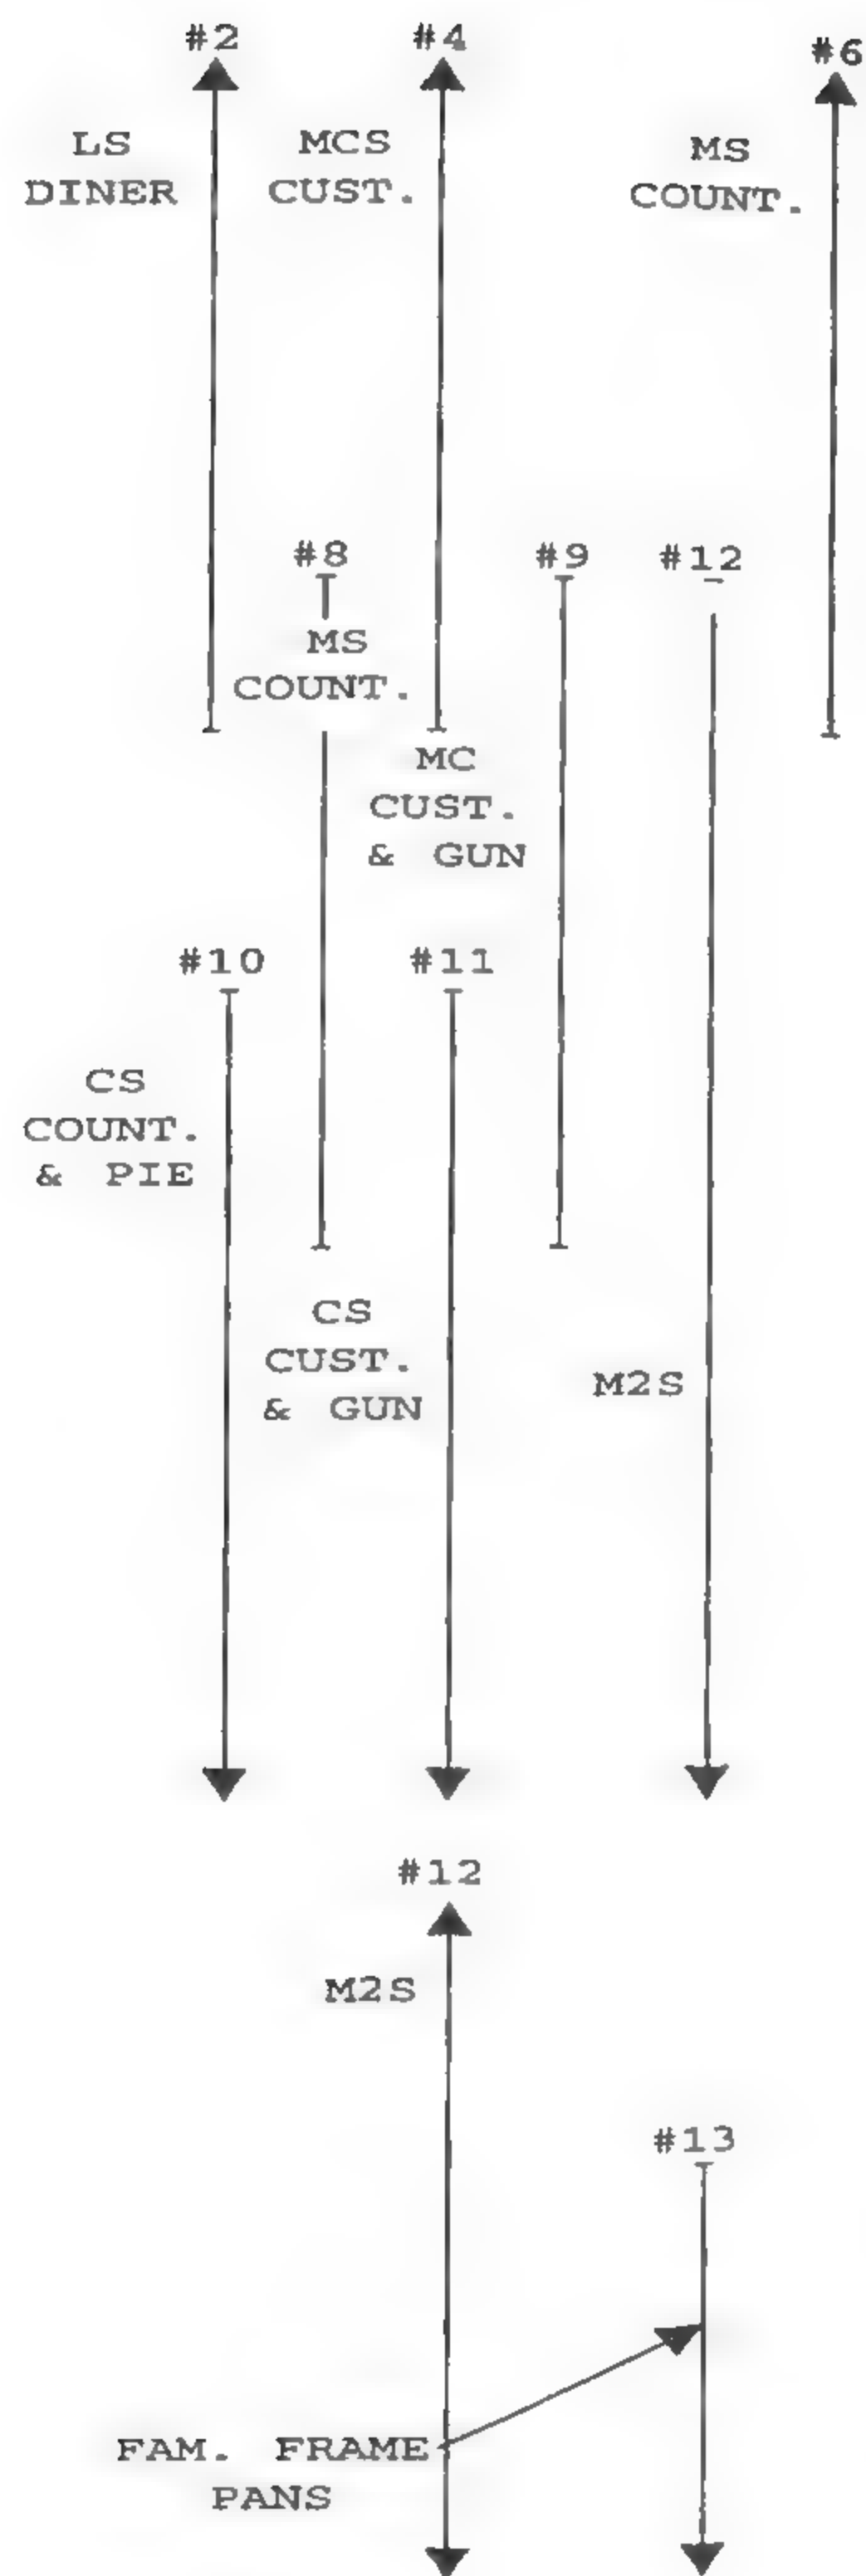 #2 #4 #6
LS
DINER
MCS
CUST.
MS
COUNT.
#8 #9 #12
MS
COUNT.
MC
CUST.
& GUN
#10 #11
CS
COUNT.
& PIE
CS
CUST.
& GUN
M2S
#12
M2S
#13
FAM. FRAME
PANS